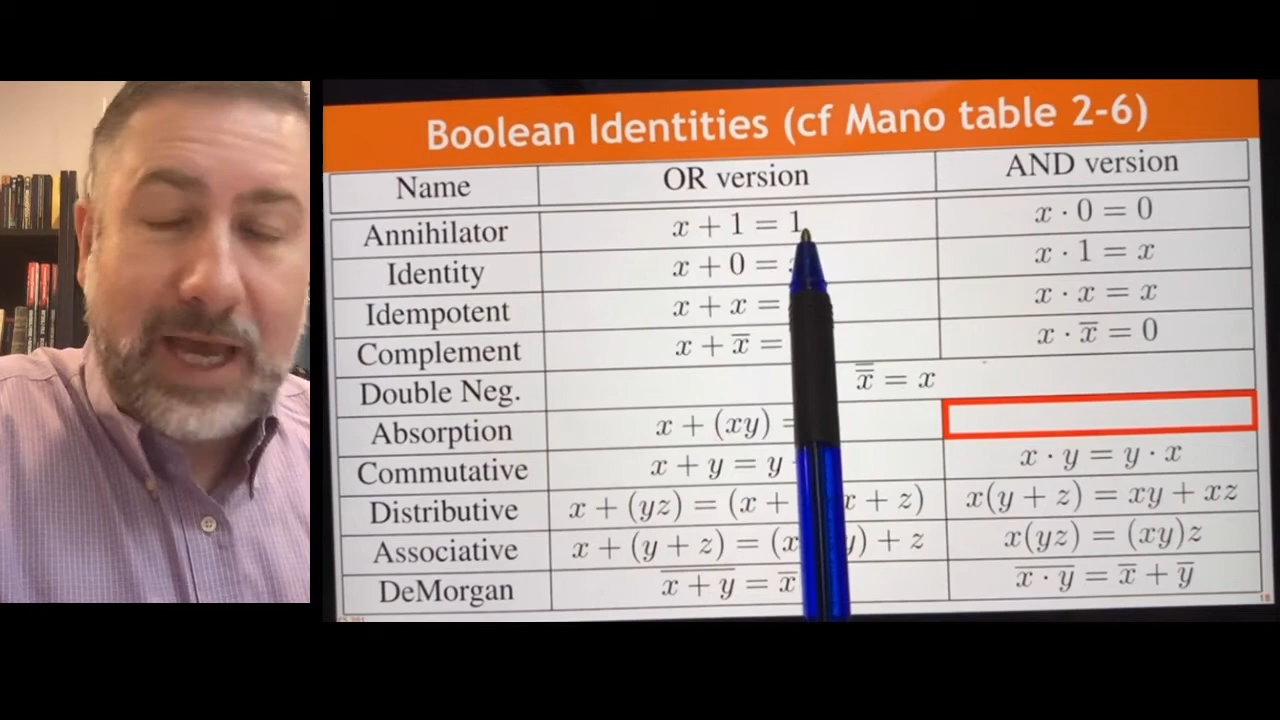 Boolean Identities (cf Mano table 2-6)
Name OR version AND version
Annihilator x + 1 = 1 x · 0 = 0
Identity x + 0 = x · 1 = x
Idempotent x + x = x · x = x
Complement x + x̅ = x · x̅ = 0
Double Neg. x̿ = x
Absorption x + (xy) =
Commutative x + y = y x · y = y · x
Distributive x + (yz) = (x + x + z) x(y + z) = xy + xz
Associative x + (y + z) = (x y) + z x(yz) = (xy)z
DeMorgan x̅ ̅+̅ ̅y̅ = x̅ x̅ ̅·̅ ̅y̅ = x̅ + y̅
18